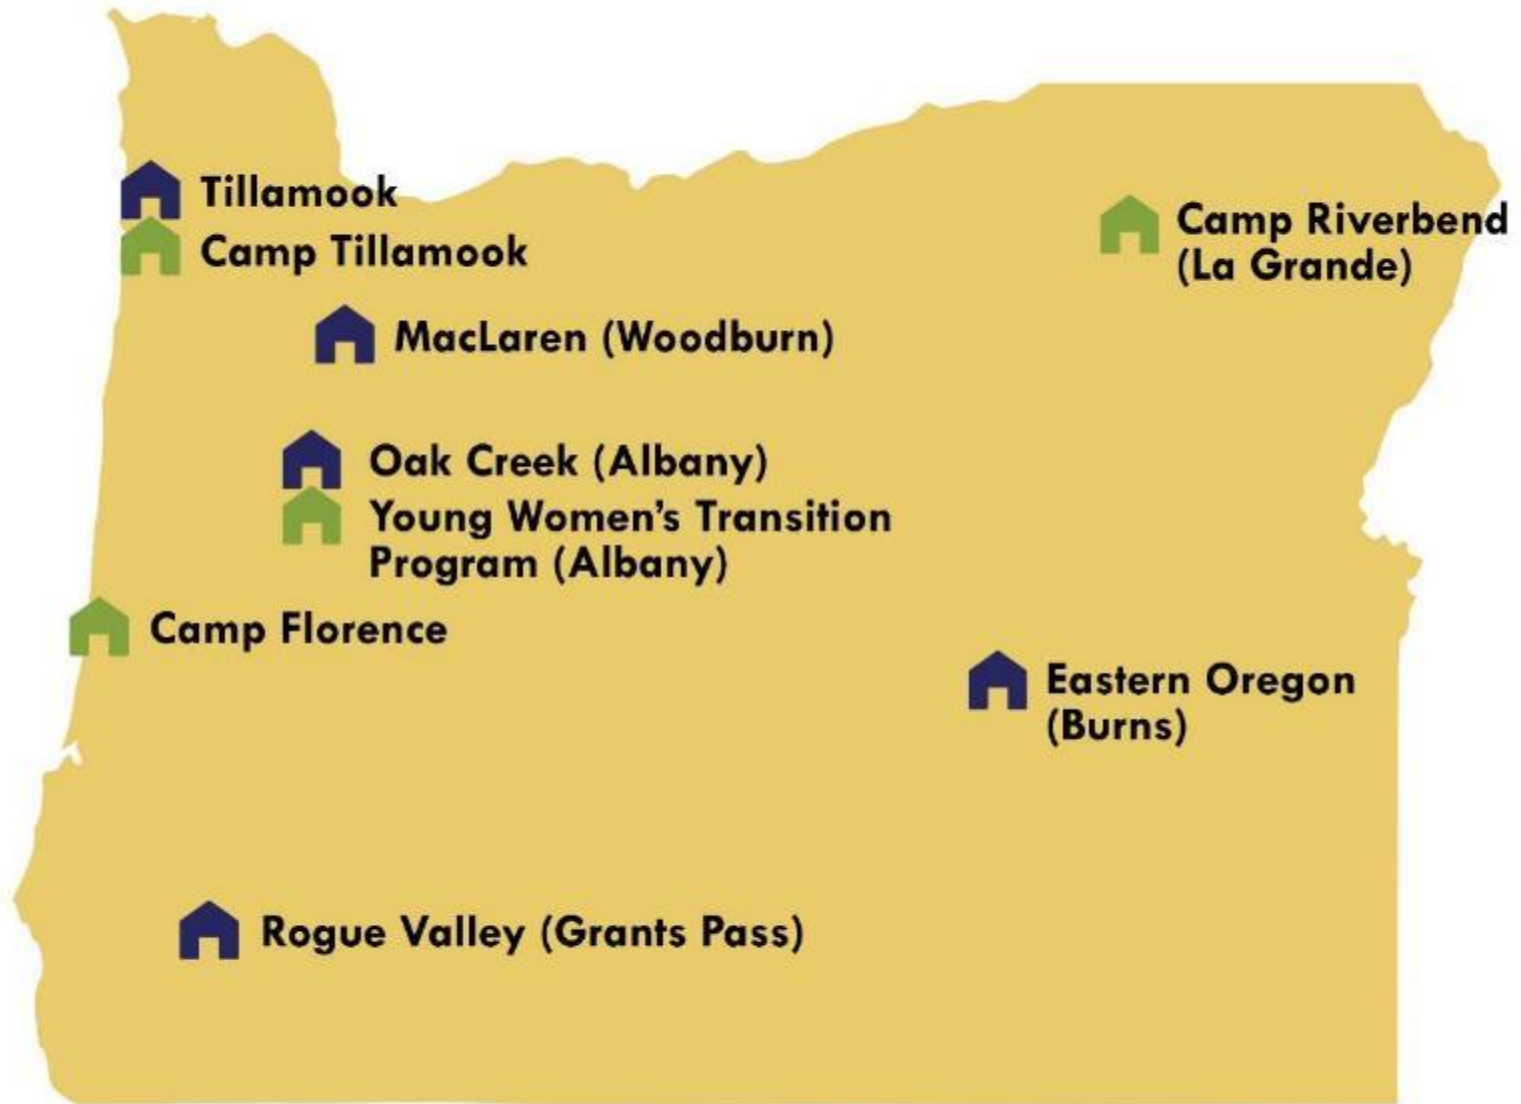 Tillamook
Camp Tillamook
Camp Riverbend
(La Grande)
MacLaren (Woodburn)
Oak Creek (Albany)
Young Women’s Transition
Program (Albany)
Camp Florence
Eastern Oregon
(Burns)
Rogue Valley (Grants Pass)